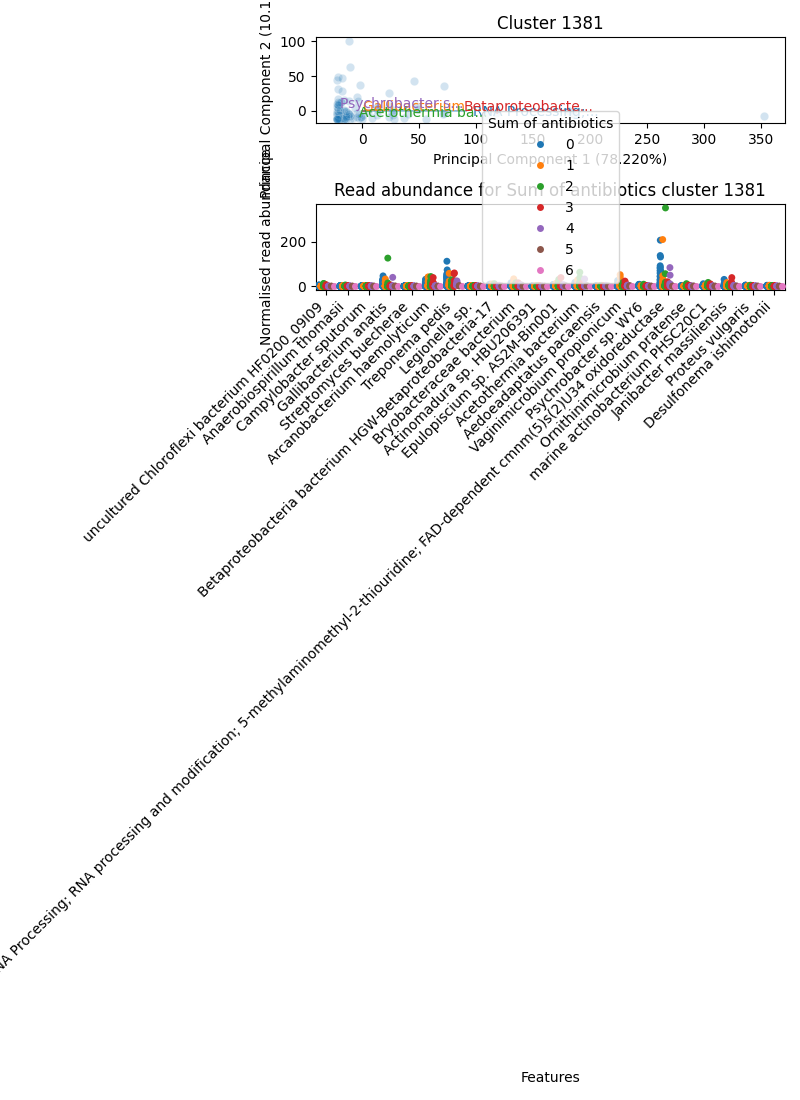 Cluster 1381
Principal Component 2 (10.1
100
50
0
Psychrobacter s
Betaproteobacte...
Acetothermia ba
0
50
100
150
200
250
300
350
Principal Component 1 (78.220%)
Sum of antibiotics
0
1
2
3
4
5
6
Read abundance for Sum of antibiotics cluster 1381
Normalised read abundance
200
0
uncultured Chloroflexi bacterium HF0200_09I09
Anaerobiospirillum thomasii
Campylobacter sputorum
Gallibacterium anatis
Streptomyces buecherae
Arcanobacterium haemolyticum
Treponema pedis
Legionella sp.
Betaproteobacteria bacterium HGW-Betaproteobacteria-17
Bryobacteraceae bacterium
Actinomadura sp. HBU206391
Epulopiscium sp. AS2M-Bin001
Acetothermia bacterium
Aedoeadaptatus pacaensis
Vaginimicrobium propionicum
Psychrobacter sp. WY6
NA Processing; RNA processing and modification; 5-methylaminomethyl-2-thiouridine; FAD-dependent cmnm(5)s(2)U34 oxidoreductase
Ornithinimicrobium pratense
marine actinobacterium PHSC20C1
Janibacter massiliensis
Proteus vulgaris
Desulfonema ishimotonii
Features